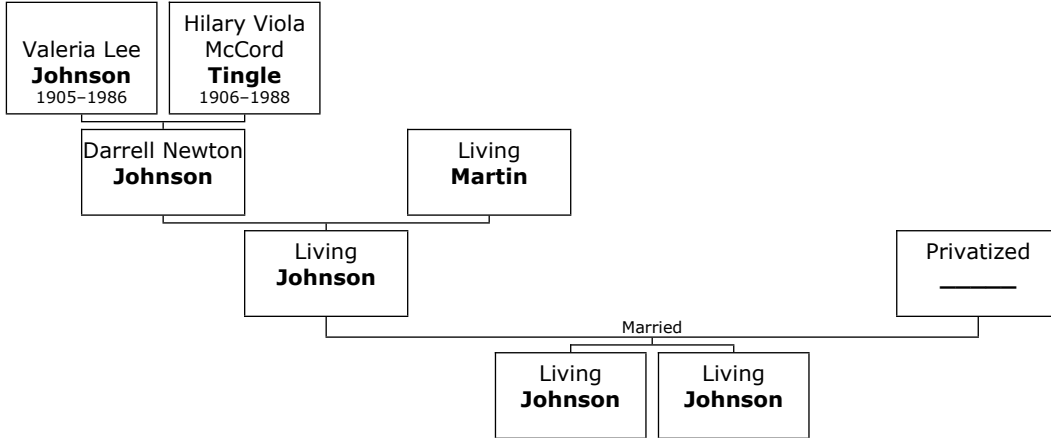 Valeria Lee
Johnson
1905–1986
Hilary Viola
McCord
Tingle
1906–1988
Darrell Newton
Johnson
Living
Martin
Living
Johnson
Privatized
______
Married
Living
Johnson
Living
Johnson